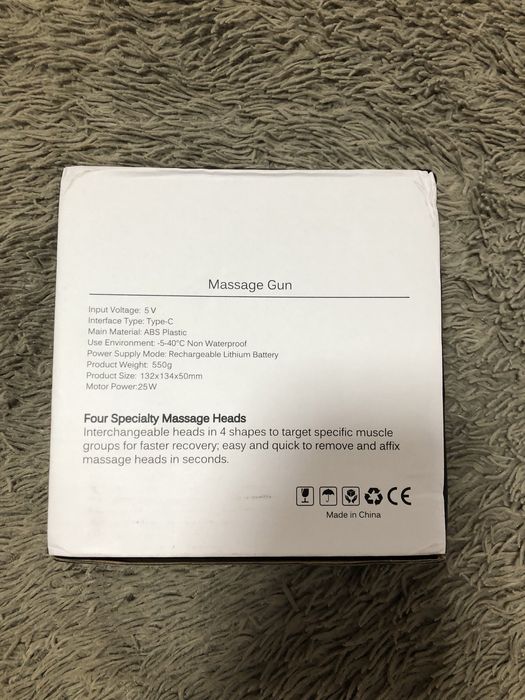 Massage Gun
Input Voltage: 5V
Interface Type: Type-C
Main Material: ABS Plastic
Use Environment: -5-40°C Non Waterproof
Power Supply Mode: Rechargeable Lithium Battery
Product Weight: 550g
Product Size: 132x134x50mm
Motor Power:25W
Four Specialty Massage Heads
Interchangeable heads in 4 shapes to target specific muscle
groups for faster recovery; easy and quick to remove and affix
massage heads in seconds.
CE
Made in China